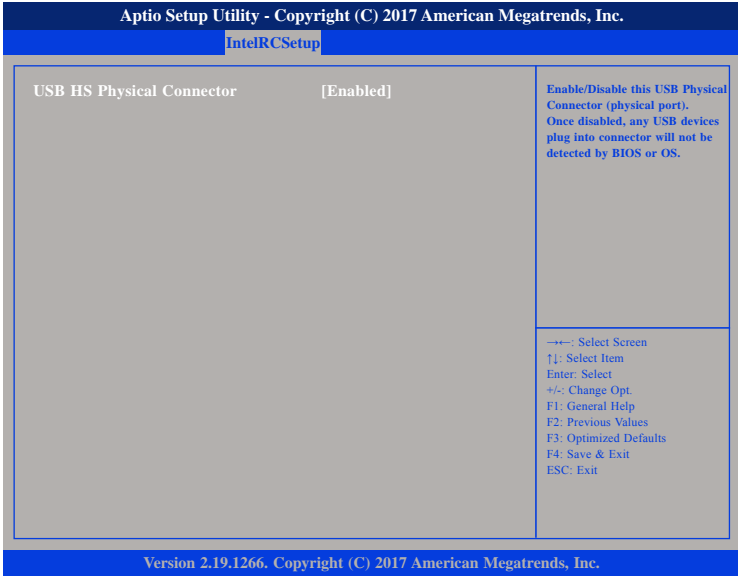 Aptio Setup Utility - Copyright (C) 2017 American Megatrends, Inc.
IntelRCSetup
USB HS Physical Connector [Enabled]
Enable/Disable this USB Physical
Connector (physical port).
Once disabled, any USB devices
plug into connector will not be
detected by BIOS or OS.
→←: Select Screen
↑↓: Select Item
Enter: Select
+/-: Change Opt.
F1: General Help
F2: Previous Values
F3: Optimized Defaults
F4: Save & Exit
ESC: Exit
Version 2.19.1266. Copyright (C) 2017 American Megatrends, Inc.